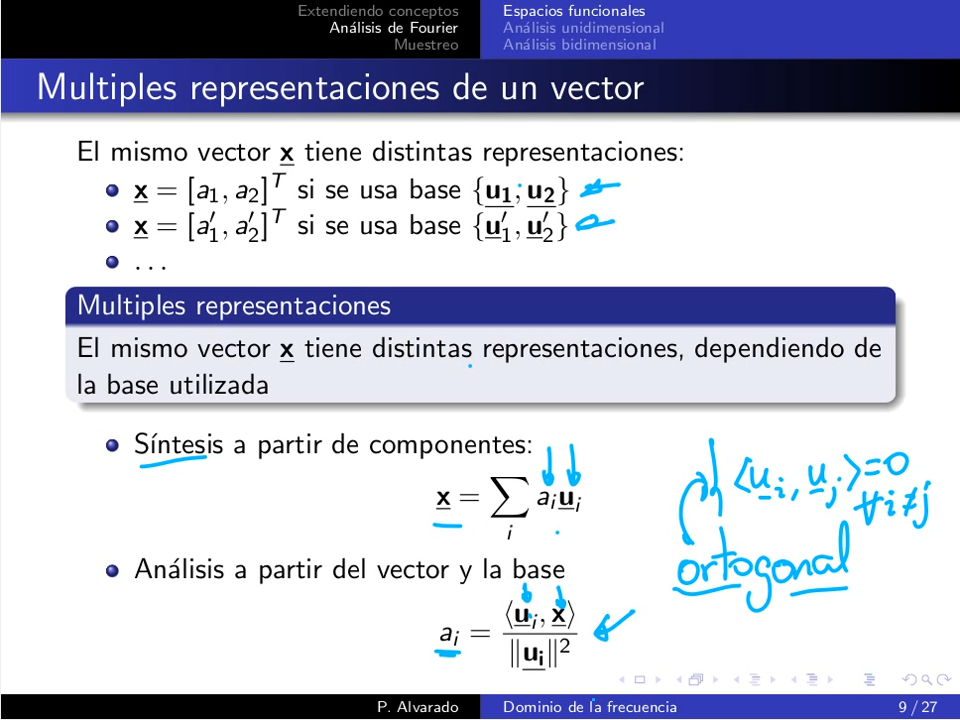 Extendiendo conceptos
Análisis de Fourier
Muestreo
Espacios funcionales
Análisis unidimensional
Análisis bidimensional
Multiples representaciones de un vector
El mismo vector x tiene distintas representaciones:
x = [a₁, a₂]ᵀ si se usa base {u₁, u₂}
x = [a′₁, a′₂]ᵀ si se usa base {u′₁, u′₂}
...
Multiples representaciones
El mismo vector x tiene distintas representaciones, dependiendo de
la base utilizada
Síntesis a partir de componentes:
x = ∑ᵢ aᵢuᵢ
⟨uᵢ, uⱼ⟩=0
∀i≠j
ortogonal
Análisis a partir del vector y la base
aᵢ = ⟨uᵢ, x⟩ / ‖uᵢ‖²
P. Alvarado
Dominio de la frecuencia
9 / 27